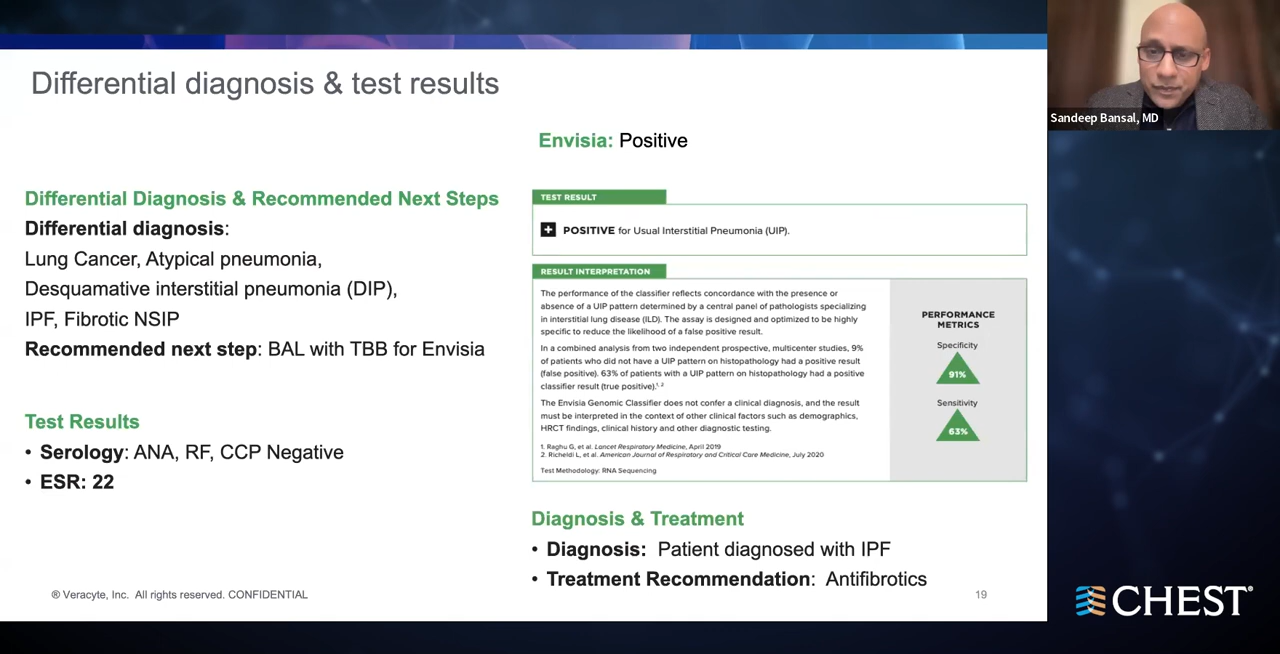 Differential diagnosis & test results
Sandeep Bansal, MD
Envisia: Positive
Differential Diagnosis & Recommended Next Steps
Differential diagnosis:
Lung Cancer, Atypical pneumonia,
Desquamative interstitial pneumonia (DIP),
IPF, Fibrotic NSIP
Recommended next step: BAL with TBB for Envisia
Test Results
• Serology: ANA, RF, CCP Negative
• ESR: 22
TEST RESULT
+ POSITIVE for Usual Interstitial Pneumonia (UIP).
RESULT INTERPRETATION
The performance of the classifier reflects concordance with the presence or
absence of a UIP pattern determined by a central panel of pathologists specializing
in interstitial lung disease (ILD). The assay is designed and optimized to be highly
specific to reduce the likelihood of a false positive result.
In a combined analysis from two independent prospective, multicenter studies, 9%
of patients who did not have a UIP pattern on histopathology had a positive result
(false positive). 63% of patients with a UIP pattern on histopathology had a positive
classifier result (true positive).¹, ²
The Envisia Genomic Classifier does not confer a clinical diagnosis, and the result
must be interpreted in the context of other clinical factors such as demographics,
HRCT findings, clinical history and other diagnostic testing.
1. Raghu G, et al. Lancet Respiratory Medicine, April 2019
2. Richeldi L, et al. American Journal of Respiratory and Critical Care Medicine, July 2020
Test Methodology: RNA Sequencing
PERFORMANCE
METRICS
Specificity
91%
Sensitivity
63%
Diagnosis & Treatment
• Diagnosis: Patient diagnosed with IPF
• Treatment Recommendation: Antifibrotics
® Veracyte, Inc. All rights reserved. CONFIDENTIAL
19
CHEST®